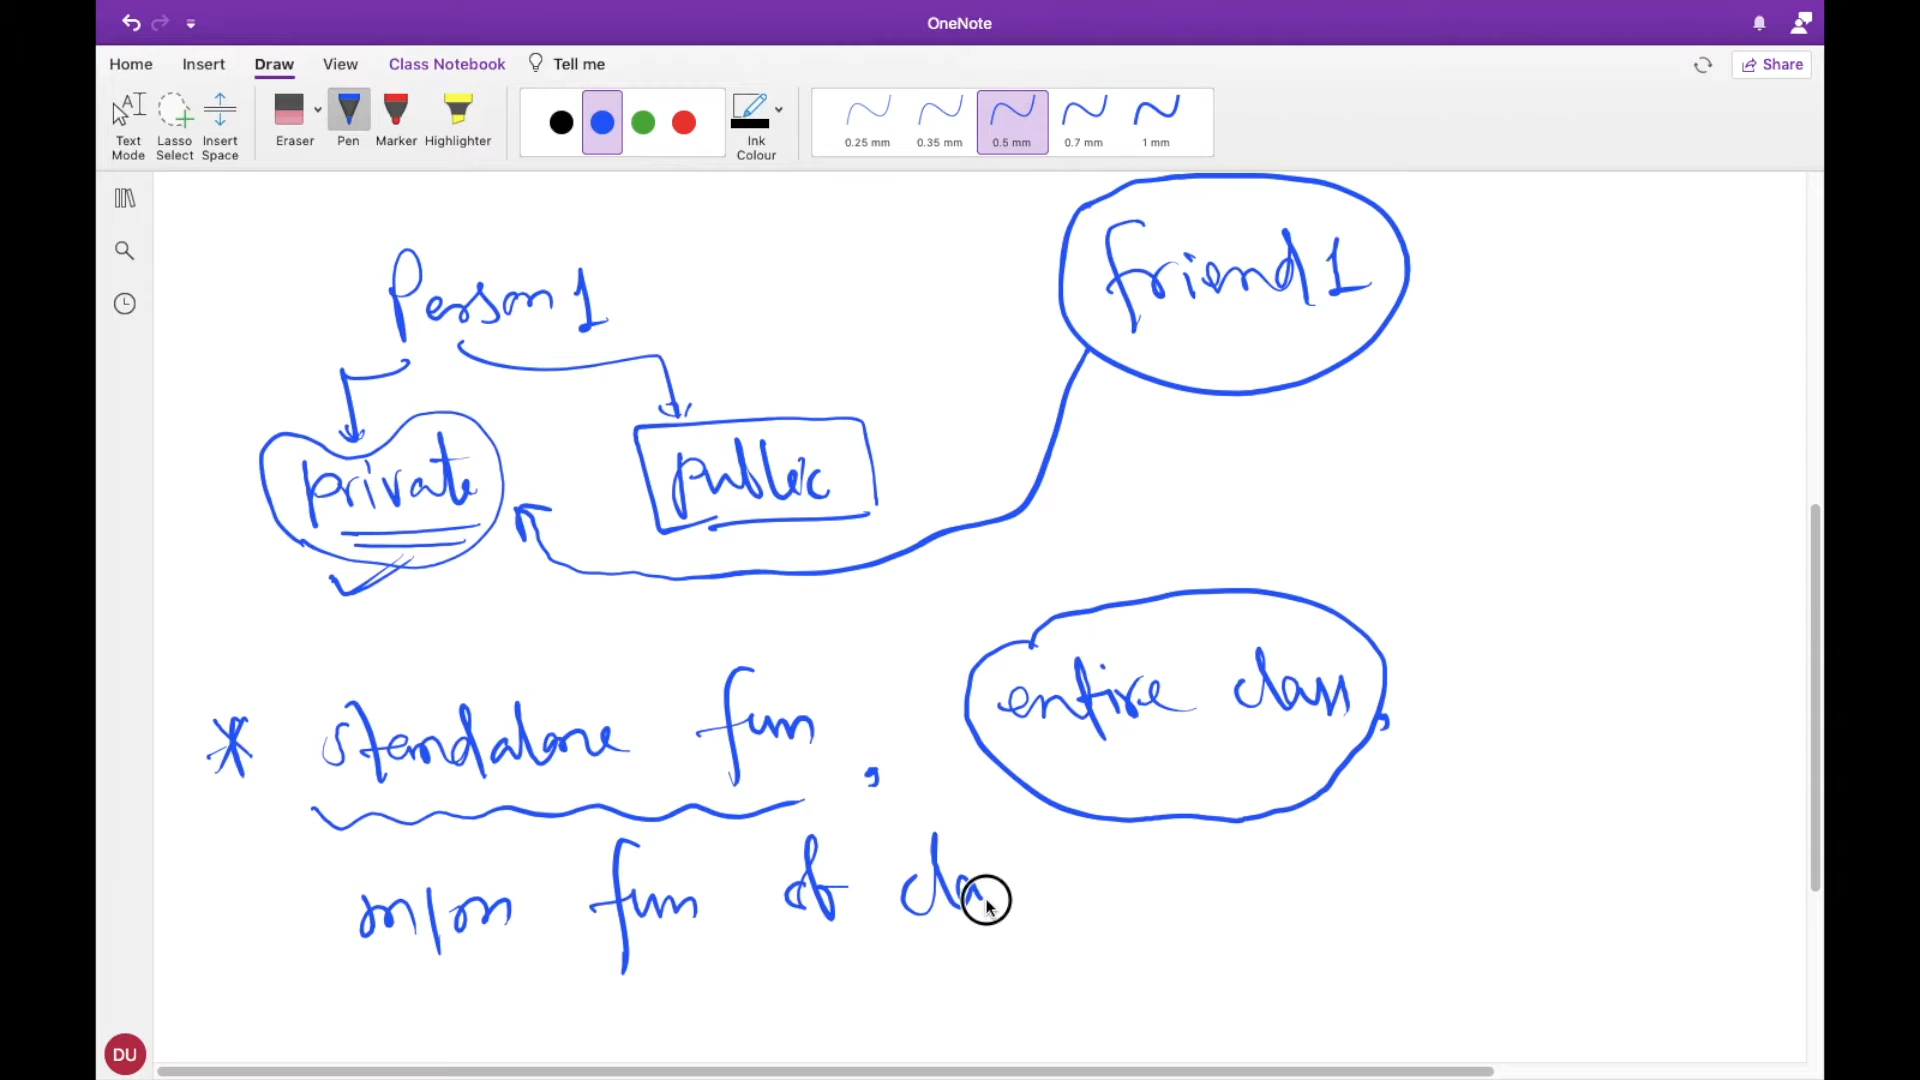 OneNote
Home Insert Draw View Class Notebook Tell me Share
Text Mode
Lasso Select
Insert Space
Eraser
Pen
Marker
Highlighter
Ink Colour
0.25 mm
0.35 mm
0.5 mm
0.7 mm
1 mm
Person 1
friend 1
private
public
* standalone fun ,
entire class ,
fun of cla
DU